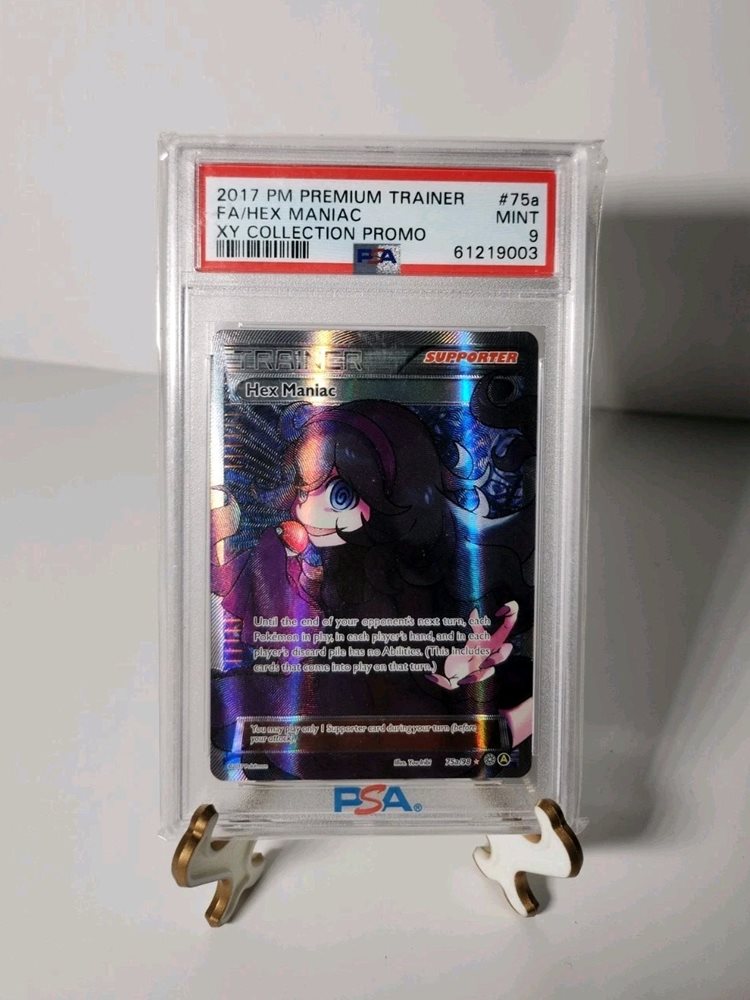 2017 PM PREMIUM TRAINER #75a
FA/HEX MANIAC MINT
XY COLLECTION PROMO 9
PSA 61219003
TRAINER SUPPORTER
Hex Maniac
Until the end of your opponent's next turn, each
Pokémon in play, in each player's hand, and in each
player's discard pile has no Abilities. (This includes
cards that come into play on that turn.)
You may play only 1 Supporter card during your turn (before
your attack).
Illus. 75a/98 ★ A
PSA®